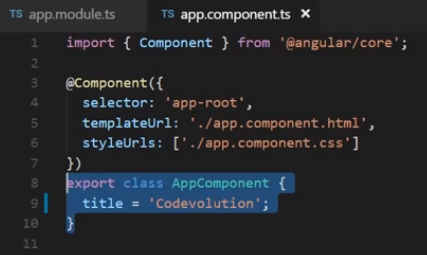 TS app.module.ts TS app.component.ts ×
1 import { Component } from '@angular/core';
2
3 @Component({
4   selector: 'app-root',
5   templateUrl: './app.component.html',
6   styleUrls: ['./app.component.css']
7 })
8 export class AppComponent {
9   title = 'Codevolution';
10 }
11